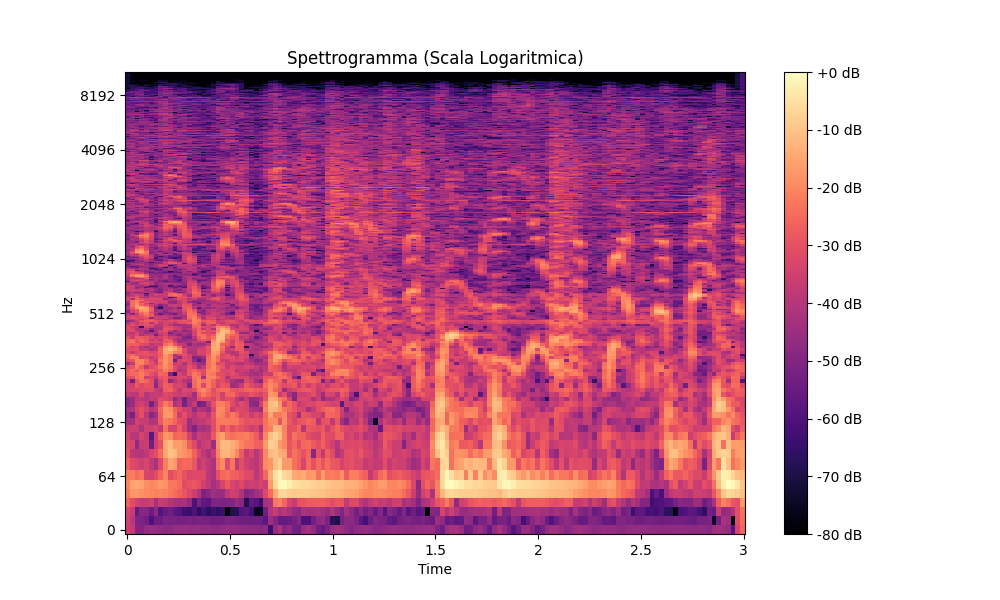 Spettrogramma (Scala Logaritmica)
Hz
8192
4096
2048
1024
512
256
128
64
0
0
0.5
1
1.5
2
2.5
3
Time
+0 dB
-10 dB
-20 dB
-30 dB
-40 dB
-50 dB
-60 dB
-70 dB
-80 dB